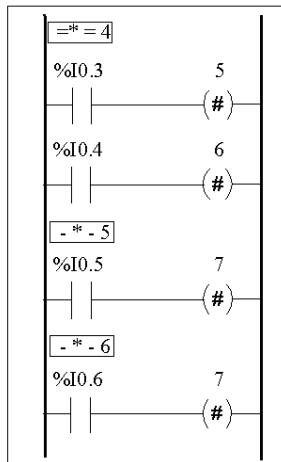 =* = 4
%I0.3 5
(#)
%I0.4 6
(#)
- * - 5
%I0.5 7
(#)
- * - 6
%I0.6 7
(#)